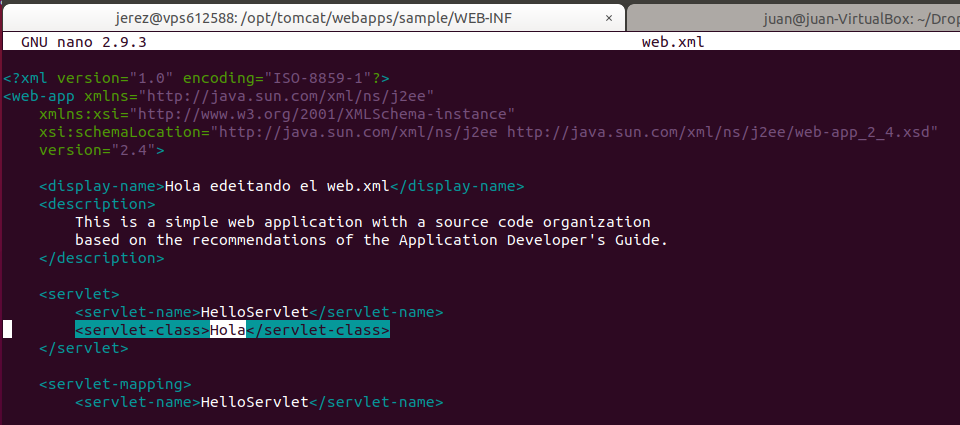 jerez@vps612588: /opt/tomcat/webapps/sample/WEB-INF × juan@juan-VirtualBox: ~/Drop
GNU nano 2.9.3 web.xml
<?xml version="1.0" encoding="ISO-8859-1"?>
<web-app xmlns="http://java.sun.com/xml/ns/j2ee"
    xmlns:xsi="http://www.w3.org/2001/XMLSchema-instance"
    xsi:schemaLocation="http://java.sun.com/xml/ns/j2ee http://java.sun.com/xml/ns/j2ee/web-app_2_4.xsd"
    version="2.4">
    <display-name>Hola edeitando el web.xml</display-name>
    <description>
        This is a simple web application with a source code organization
        based on the recommendations of the Application Developer's Guide.
    </description>
    <servlet>
        <servlet-name>HelloServlet</servlet-name>
        <servlet-class>Hola</servlet-class>
    </servlet>
    <servlet-mapping>
        <servlet-name>HelloServlet</servlet-name>